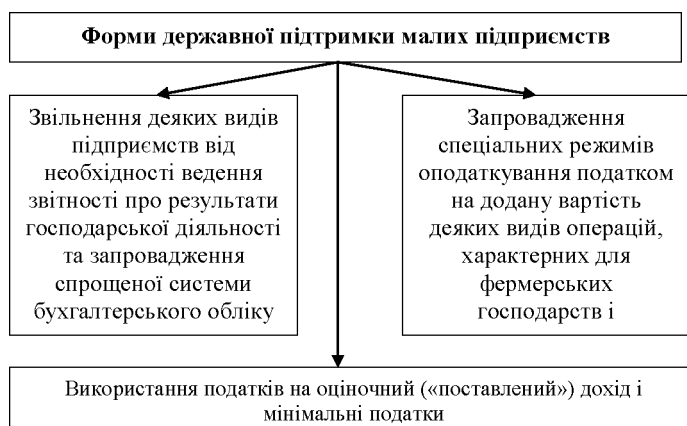 Форми державної підтримки малих підприємств
Звільнення деяких видів
підприємств від
необхідності ведення
звітності про результати
господарської діяльності
та запровадження
спрощеної системи
бухгалтерського обліку
Запровадження
спеціальних режимів
оподаткування податком
на додану вартість
деяких видів операцій,
характерних для
фермерських
господарств і
Використання податків на оціночний («поставлений») дохід і
мінімальні податки